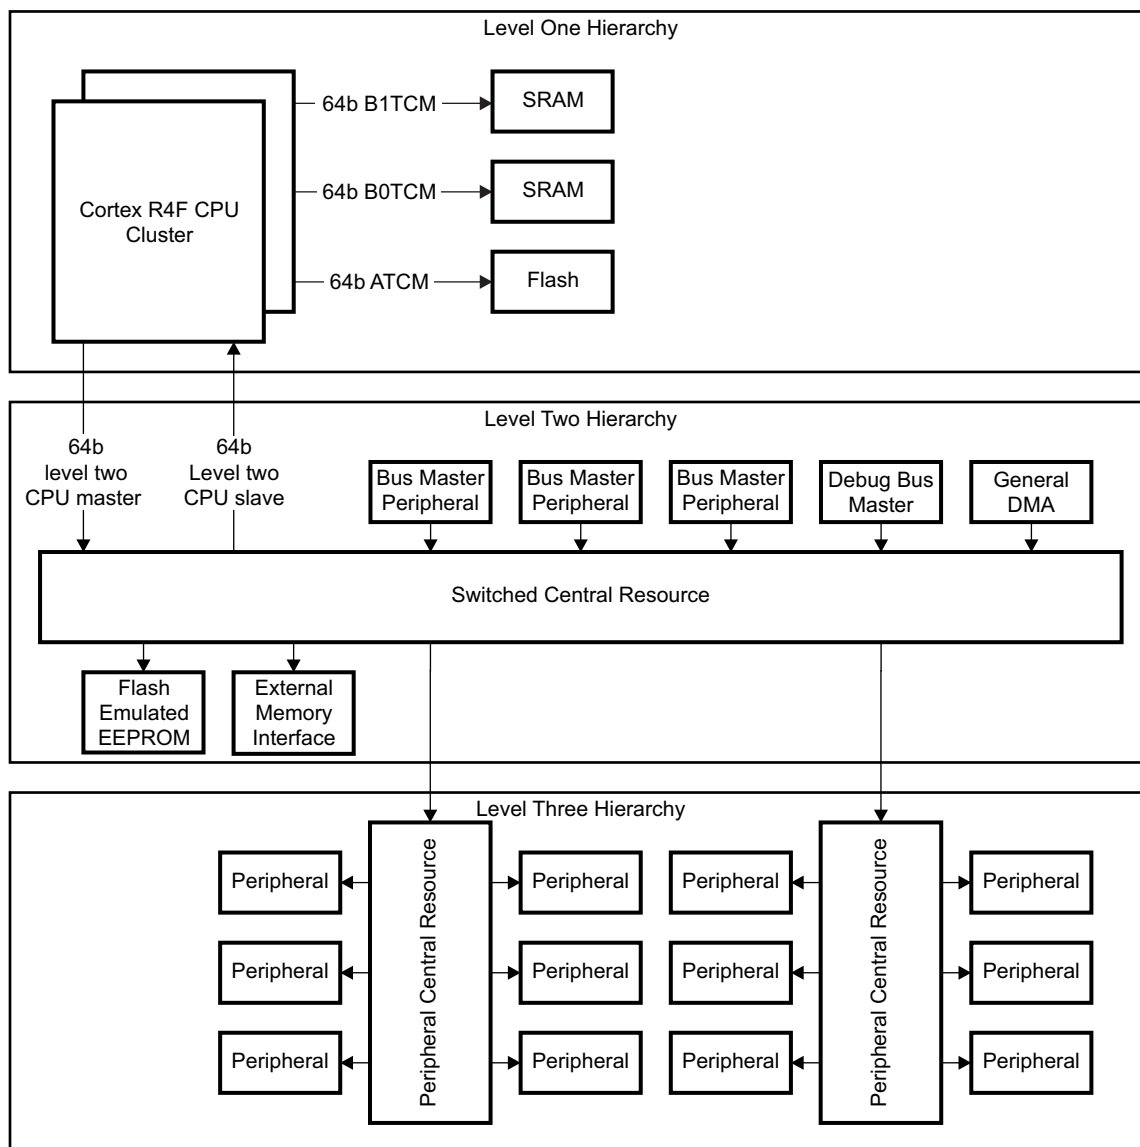 Level One Hierarchy
64b B1TCM
SRAM
64b B0TCM
SRAM
Cortex R4F CPU
Cluster
64b ATCM
Flash
Level Two Hierarchy
64b
level two
CPU master
64b
Level two
CPU slave
Bus Master
Peripheral
Bus Master
Peripheral
Bus Master
Peripheral
Debug Bus
Master
General
DMA
Switched Central Resource
Flash
Emulated
EEPROM
External
Memory
Interface
Level Three Hierarchy
Peripheral
Peripheral
Peripheral
Peripheral Central Resource
Peripheral
Peripheral
Peripheral
Peripheral
Peripheral
Peripheral
Peripheral Central Resource
Peripheral
Peripheral
Peripheral